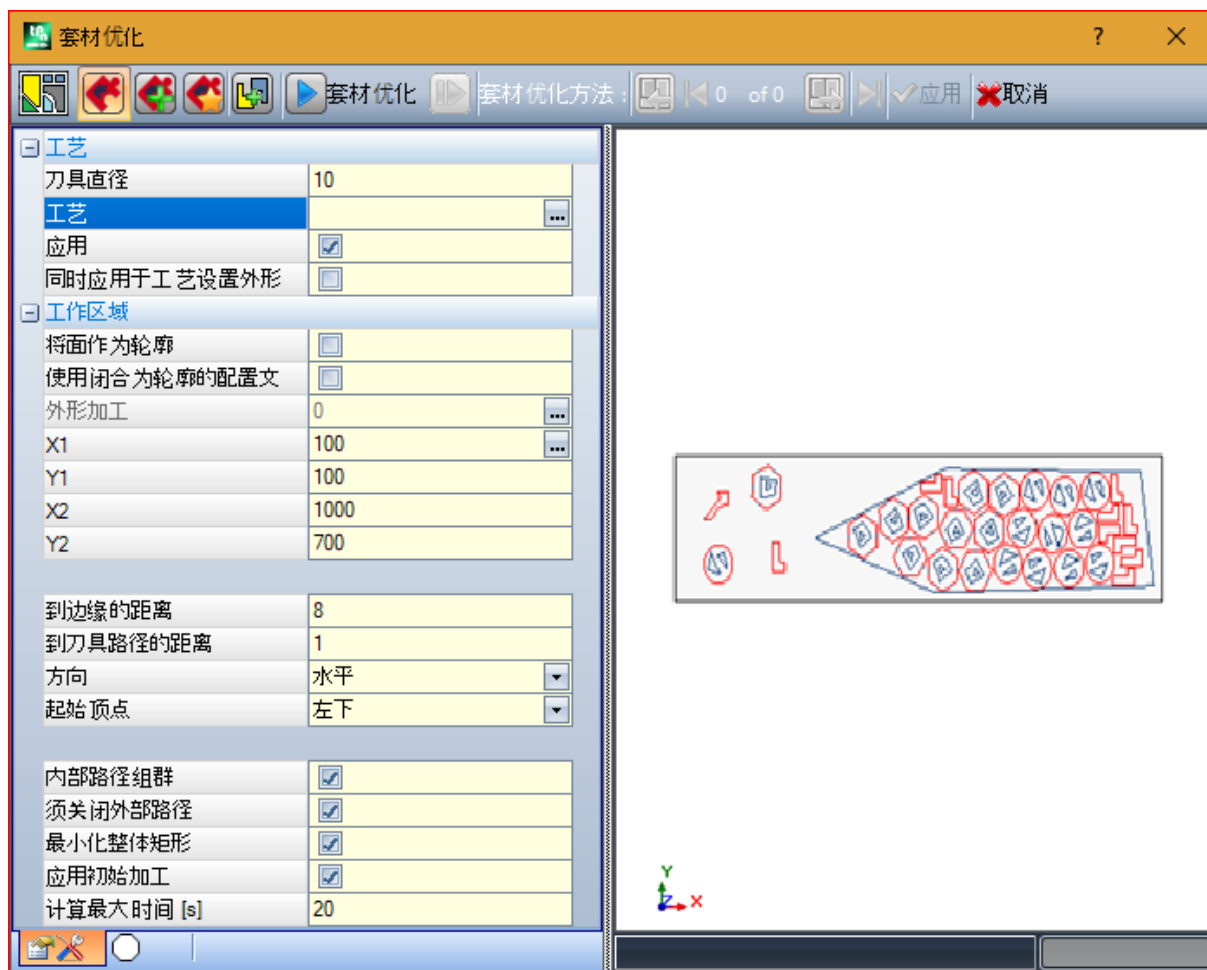 套材优化 ?
套材优化 套材优化方法 : 0 of 0 应用 取消
工艺
刀具直径 10
工艺 ...
应用
同时应用于工艺设置外形
工作区域
将面作为轮廓
使用闭合为轮廓的配置文
外形加工 0 ...
X1 100 ...
Y1 100
X2 1000
Y2 700
到边缘的距离 8
到刀具路径的距离 1
方向 水平
起始顶点 左下
内部路径组群
须关闭外部路径
最小化整体矩形
应用初始加工
计算最大时间 [s] 20
Y
Z X